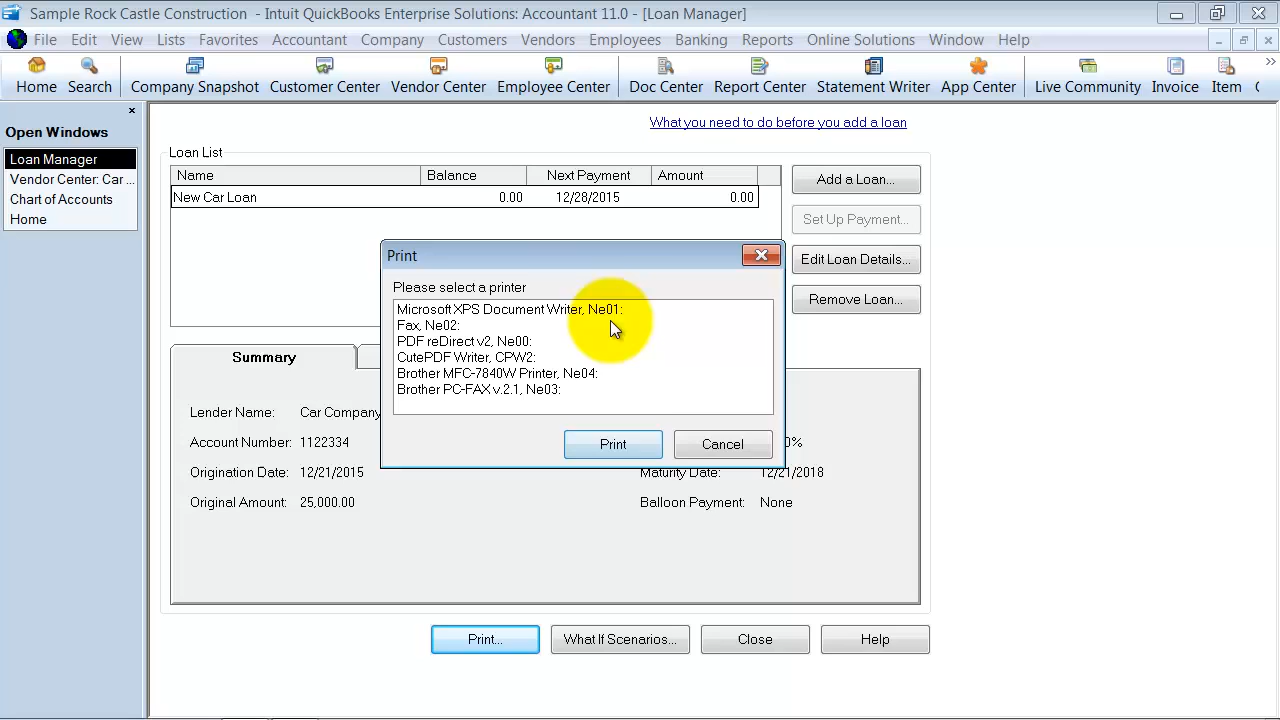 Sample Rock Castle Construction - Intuit QuickBooks Enterprise Solutions: Accountant 11.0 - [Loan Manager]
File Edit View Lists Favorites Accountant Company Customers Vendors Employees Banking Reports Online Solutions Window Help
Home Search Company Snapshot Customer Center Vendor Center Employee Center Doc Center Report Center Statement Writer App Center Live Community Invoice Item
Open Windows
Loan Manager
Vendor Center: Car ...
Chart of Accounts
Home
What you need to do before you add a loan
Loan List
Name Balance Next Payment Amount
New Car Loan 0.00 12/28/2015 0.00
Add a Loan...
Set Up Payment...
Edit Loan Details...
Remove Loan...
Print
Please select a printer
Microsoft XPS Document Writer, Ne01:
Fax, Ne02:
PDF reDirect v2, Ne00:
CutePDF Writer, CPW2:
Brother MFC-7840W Printer, Ne04:
Brother PC-FAX v.2.1, Ne03:
Print Cancel
Summary
Lender Name: Car Company
Account Number: 1122334 0%
Origination Date: 12/21/2015 Maturity Date: 12/21/2018
Original Amount: 25,000.00 Balloon Payment: None
Print... What If Scenarios... Close Help